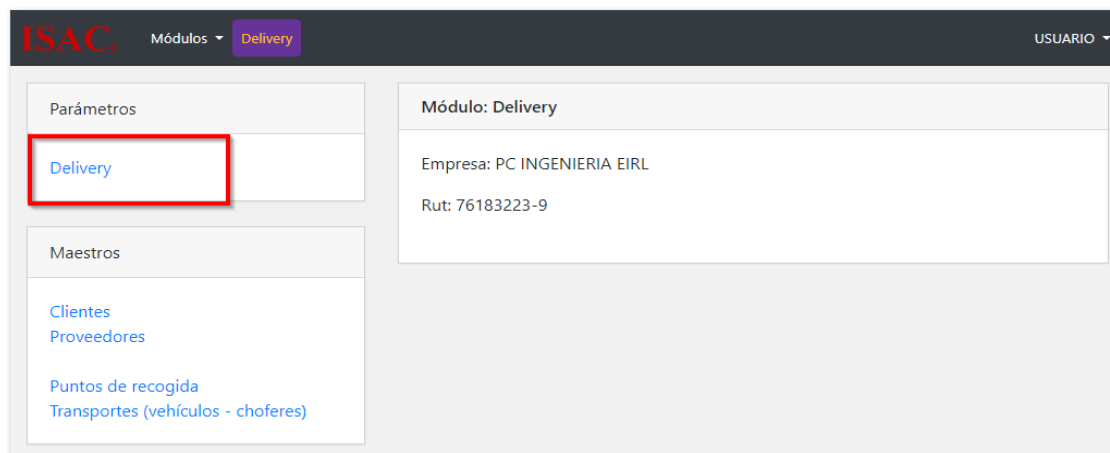 ISAC® Módulos Delivery USUARIO
Parámetros
Delivery
Maestros
Clientes
Proveedores
Puntos de recogida
Transportes (vehículos - choferes)
Módulo: Delivery
Empresa: PC INGENIERIA EIRL
Rut: 76183223-9